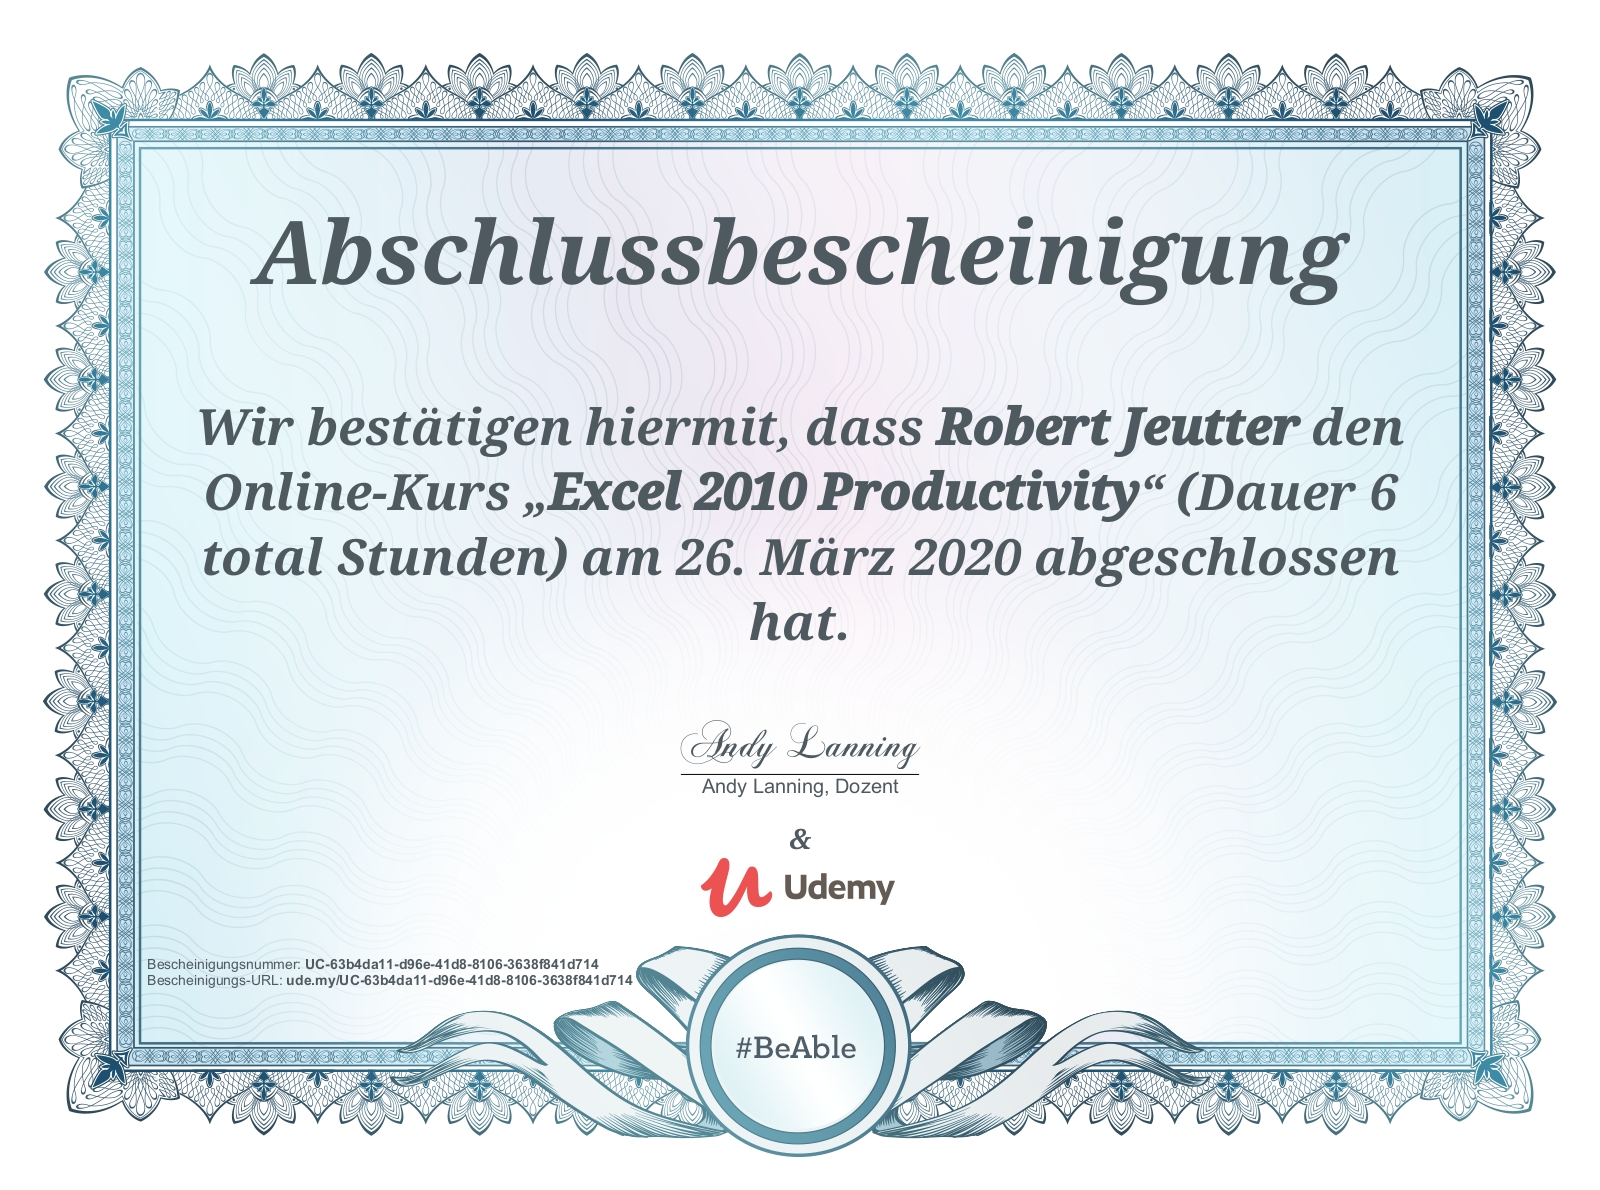 Abschlussbescheinigung
Wir bestätigen hiermit, dass Robert Jeutter den
Online-Kurs „Excel 2010 Productivity“ (Dauer 6
total Stunden) am 26. März 2020 abgeschlossen
hat.
Andy Lanning
Andy Lanning, Dozent
&
Udemy
Bescheinigungsnummer: UC-63b4da11-d96e-41d8-8106-3638f841d714
Bescheinigungs-URL: ude.my/UC-63b4da11-d96e-41d8-8106-3638f841d714
#BeAble